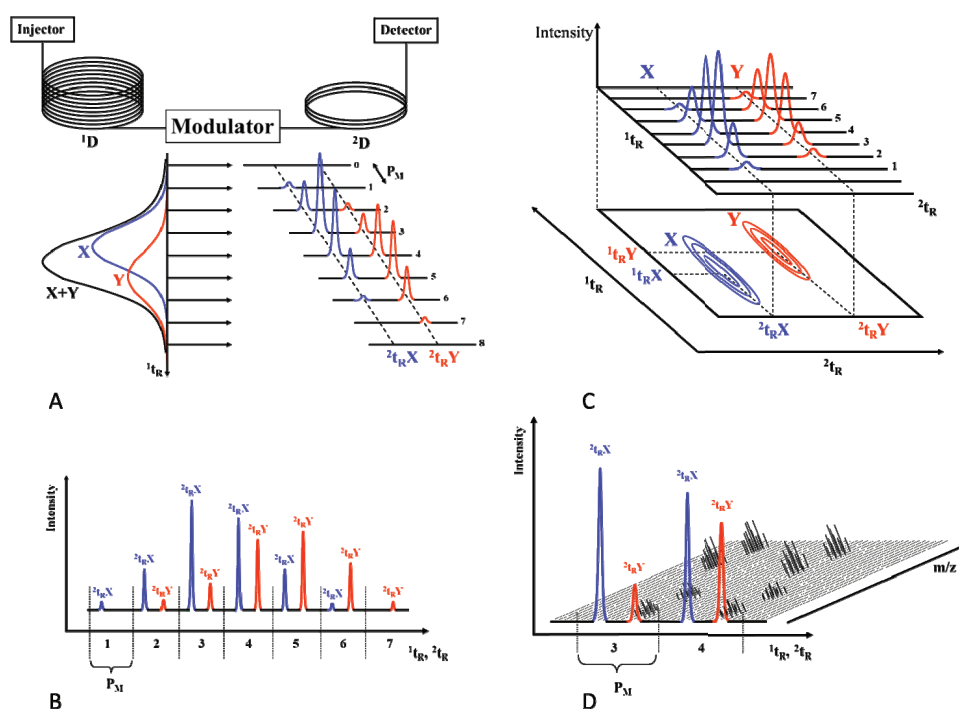 Injector
Detector
¹D
Modulator
²D
X
Y
X+Y
¹tR
0
PM
1
2
3
4
5
6
7
8
²tRX
²tRY
A
C
Intensity
X
Y
7
6
5
4
3
2
1
¹tR
²tR
Y
X
¹tRY
¹tRX
¹tR
²tRX
²tRY
²tR
Intensity
²tRX
²tRX
²tRY
²tRX
²tRY
²tRX
²tRY
²tRX
²tRY
²tRX
²tRY
²tRY
1
2
3
4
5
6
7
¹tR, ²tR
PM
B
Intensity
²tRX
²tRX
²tRY
²tRY
m/z
3
4
¹tR, ²tR
PM
D